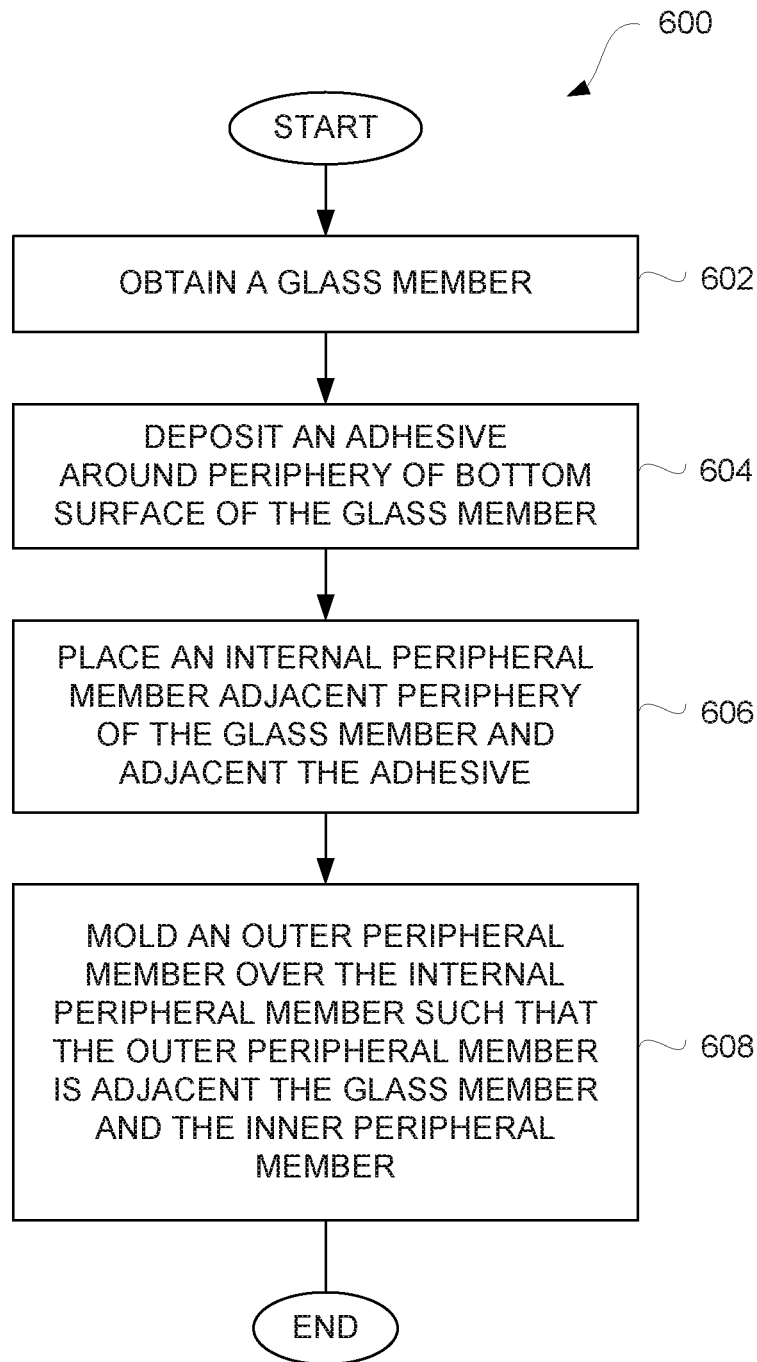 600
START
OBTAIN A GLASS MEMBER
602
DEPOSIT AN ADHESIVE
AROUND PERIPHERY OF BOTTOM
SURFACE OF THE GLASS MEMBER
604
PLACE AN INTERNAL PERIPHERAL
MEMBER ADJACENT PERIPHERY
OF THE GLASS MEMBER AND
ADJACENT THE ADHESIVE
606
MOLD AN OUTER PERIPHERAL
MEMBER OVER THE INTERNAL
PERIPHERAL MEMBER SUCH THAT
THE OUTER PERIPHERAL MEMBER
IS ADJACENT THE GLASS MEMBER
AND THE INNER PERIPHERAL
MEMBER
608
END